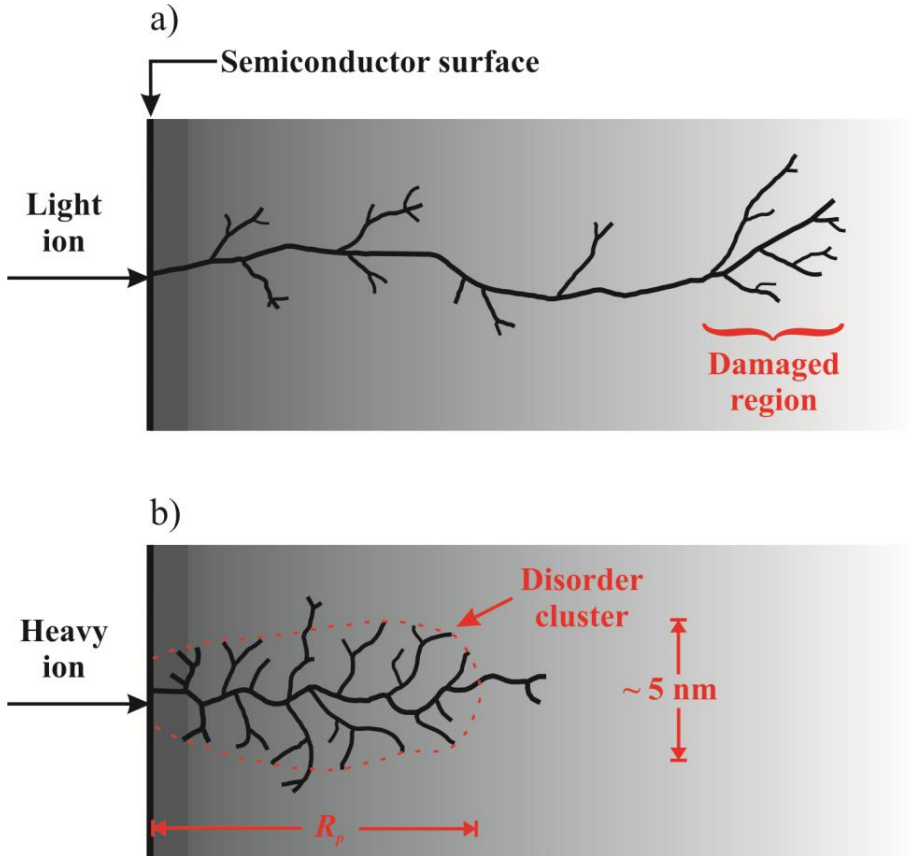 a)
Semiconductor surface
Light
ion
Damaged
region
b)
Disorder
cluster
Heavy
ion
~ 5 nm
Rp